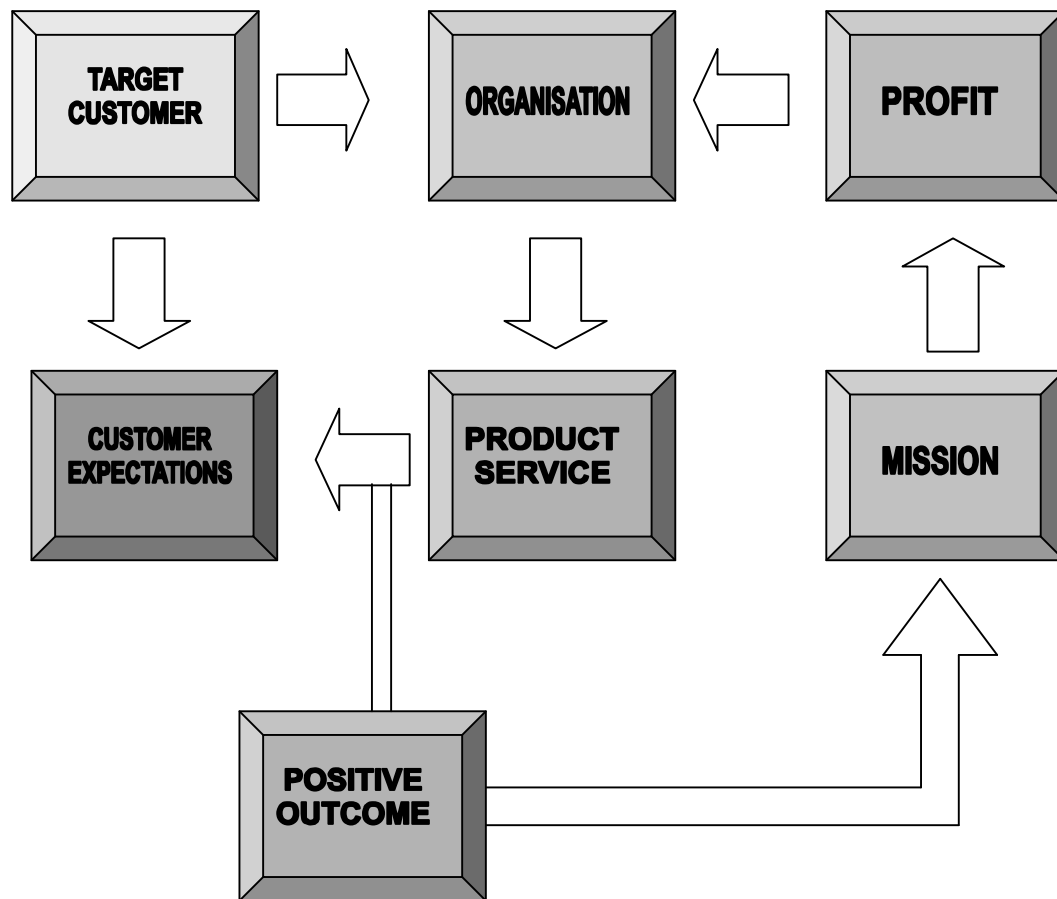 TARGET
CUSTOMER
ORGANISATION
PROFIT
CUSTOMER
EXPECTATIONS
PRODUCT
SERVICE
MISSION
POSITIVE
OUTCOME